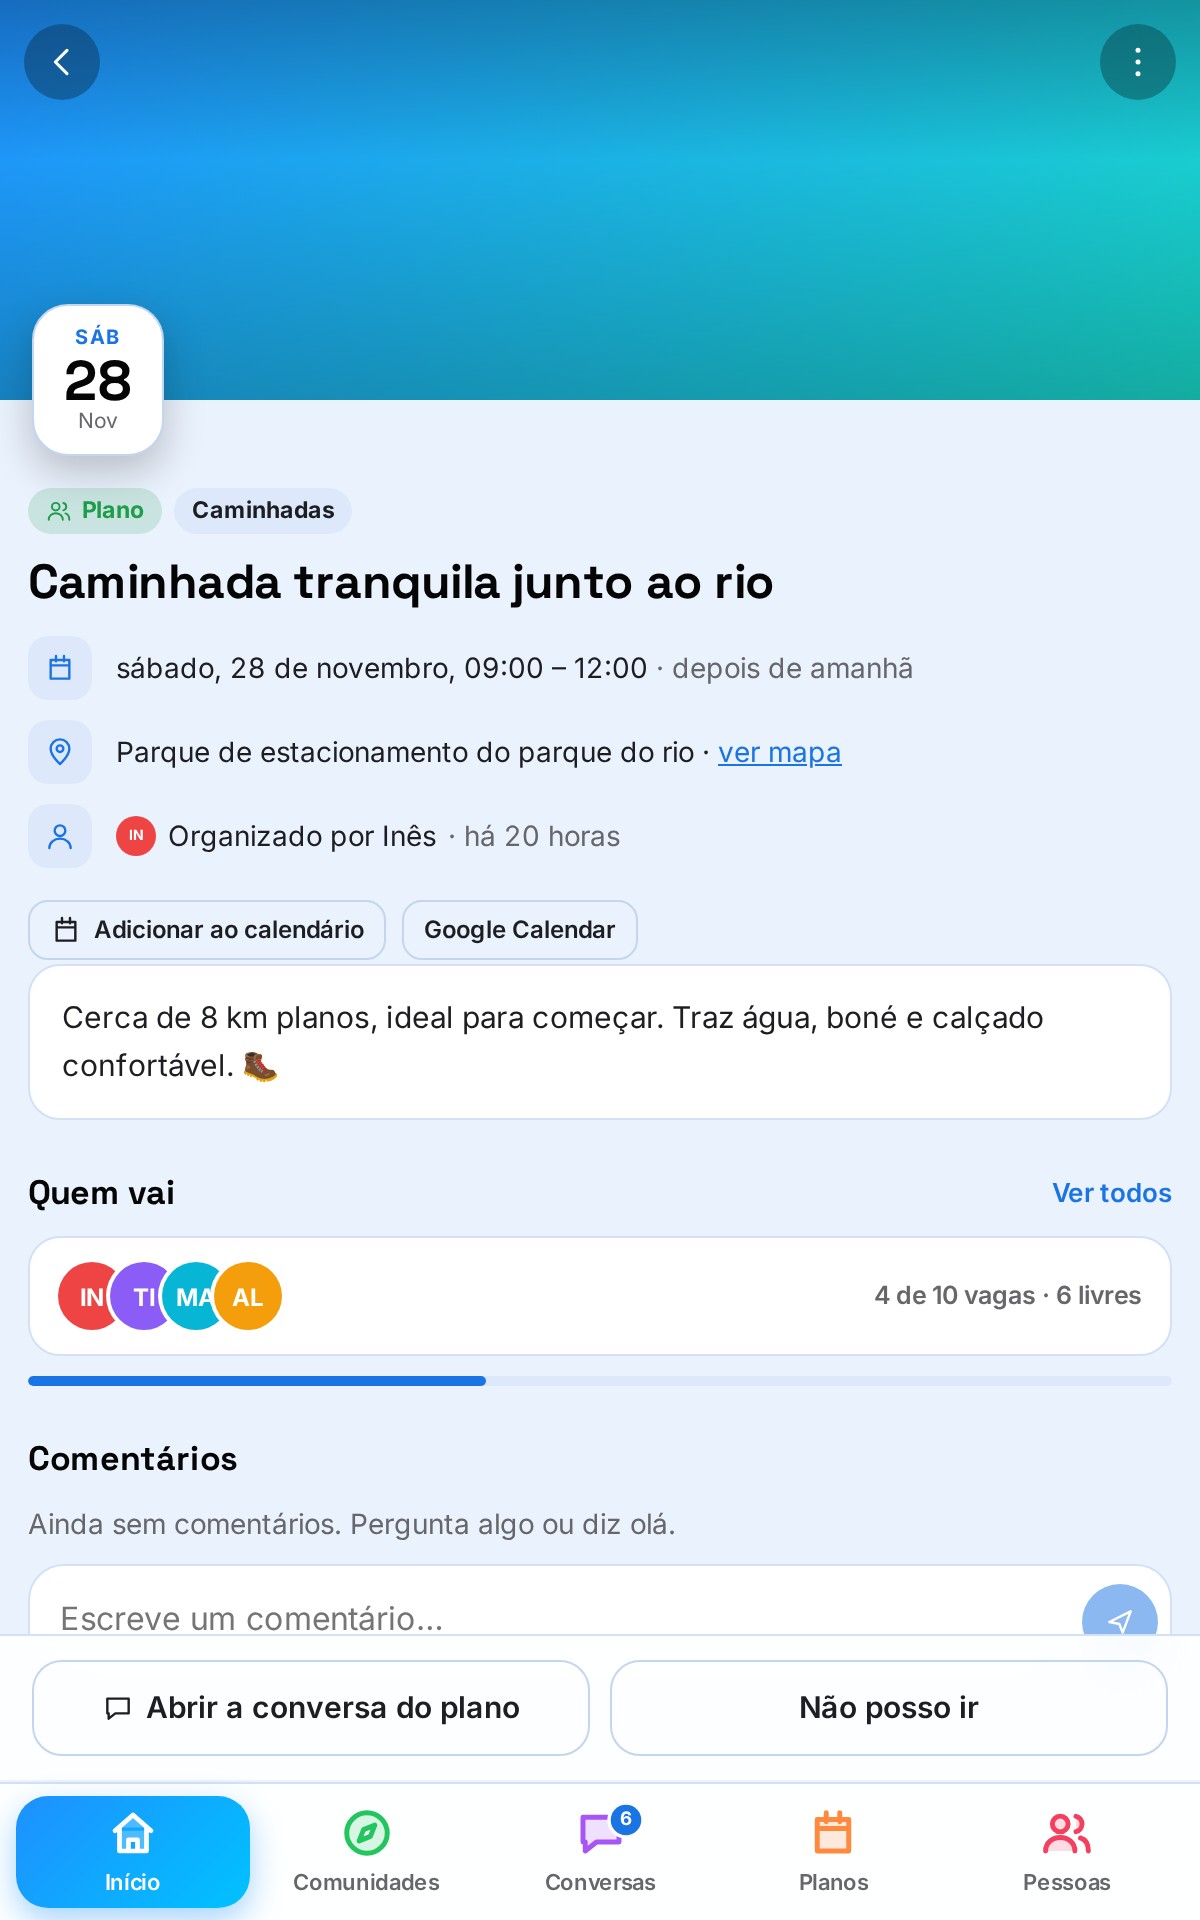 SÁB
28
Nov
Plano
Caminhadas
Caminhada tranquila junto ao rio
sábado, 28 de novembro, 09:00 – 12:00 · depois de amanhã
Parque de estacionamento do parque do rio · ver mapa
IN Organizado por Inês · há 20 horas
Adicionar ao calendário
Google Calendar
Cerca de 8 km planos, ideal para começar. Traz água, boné e calçado
confortável. 🥾
Quem vai
Ver todos
IN TI MA AL
4 de 10 vagas · 6 livres
Comentários
Ainda sem comentários. Pergunta algo ou diz olá.
Escreve um comentário...
Abrir a conversa do plano
Não posso ir
6
Início
Comunidades
Conversas
Planos
Pessoas